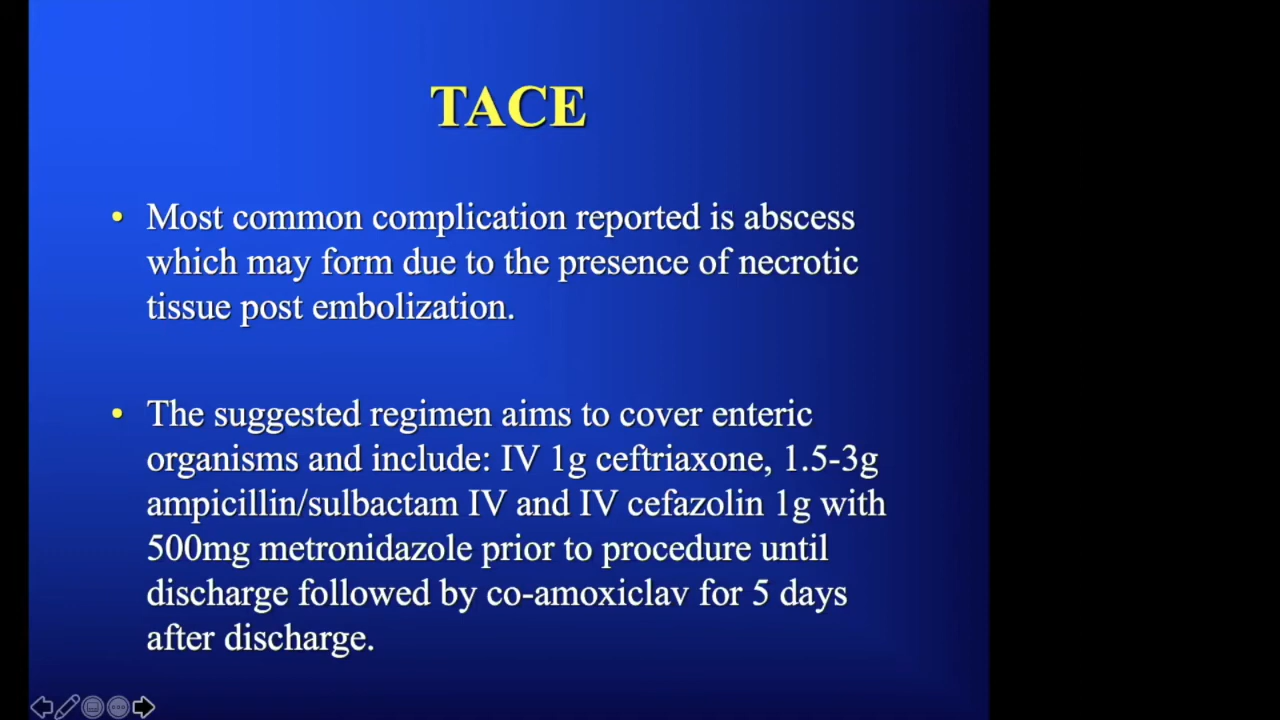 TACE
• Most common complication reported is abscess
which may form due to the presence of necrotic
tissue post embolization.
• The suggested regimen aims to cover enteric
organisms and include: IV 1g ceftriaxone, 1.5-3g
ampicillin/sulbactam IV and IV cefazolin 1g with
500mg metronidazole prior to procedure until
discharge followed by co-amoxiclav for 5 days
after discharge.